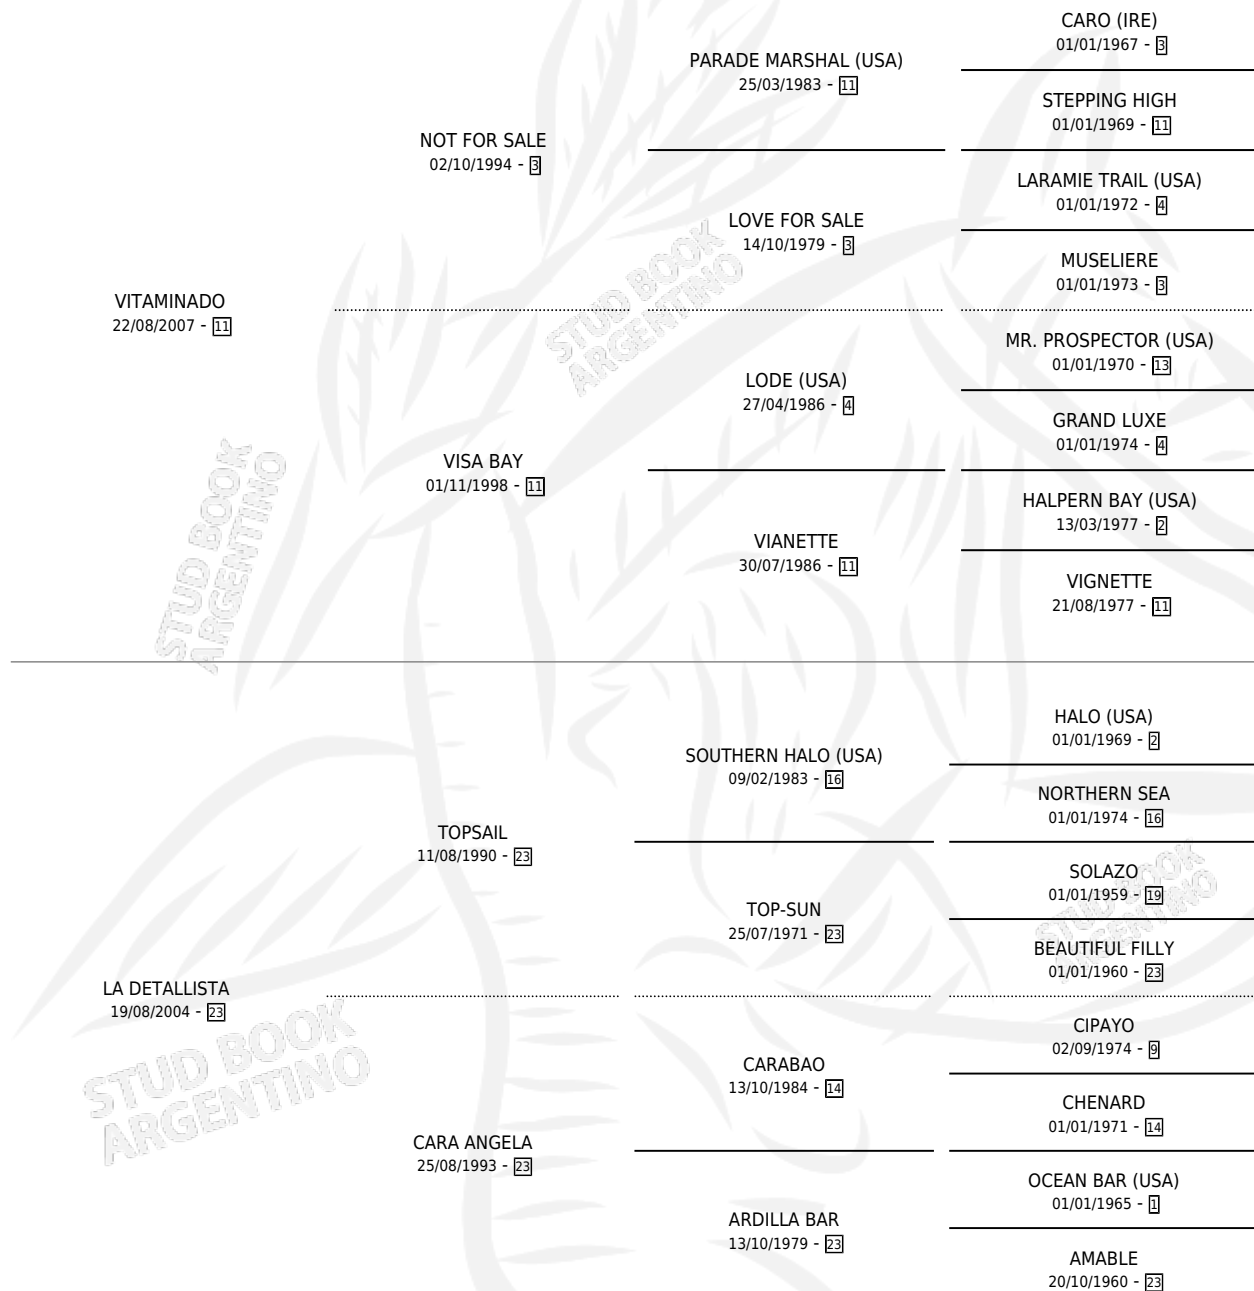 CARO (IRE)
01/01/1967 - 3
PARADE MARSHAL (USA)
25/03/1983 - 11
STEPPING HIGH
01/01/1969 - 11
NOT FOR SALE
02/10/1994 - 3
LARAMIE TRAIL (USA)
01/01/1972 - 4
LOVE FOR SALE
14/10/1979 - 3
MUSELIERE
01/01/1973 - 3
VITAMINADO
22/08/2007 - 11
STUD BOOK
ARGENTINO
MR. PROSPECTOR (USA)
01/01/1970 - 13
LODE (USA)
27/04/1986 - 4
GRAND LUXE
01/01/1974 - 4
VISA BAY
01/11/1998 - 11
HALPERN BAY (USA)
13/03/1977 - 2
VIANETTE
30/07/1986 - 11
VIGNETTE
21/08/1977 - 11
STUD BOOK
ARGENTINO
HALO (USA)
01/01/1969 - 2
SOUTHERN HALO (USA)
09/02/1983 - 16
NORTHERN SEA
01/01/1974 - 16
TOPSAIL
11/08/1990 - 23
SOLAZO
01/01/1959 - 19
TOP-SUN
25/07/1971 - 23
STUD BOOK
ARGENTINO
BEAUTIFUL FILLY
01/01/1960 - 23
LA DETALLISTA
19/08/2004 - 23
STUD BOOK
ARGENTINO
CIPAYO
02/09/1974 - 9
CARABAO
13/10/1984 - 14
CHENARD
01/01/1971 - 14
CARA ANGELA
25/08/1993 - 23
OCEAN BAR (USA)
01/01/1965 - 1
ARDILLA BAR
13/10/1979 - 23
AMABLE
20/10/1960 - 23